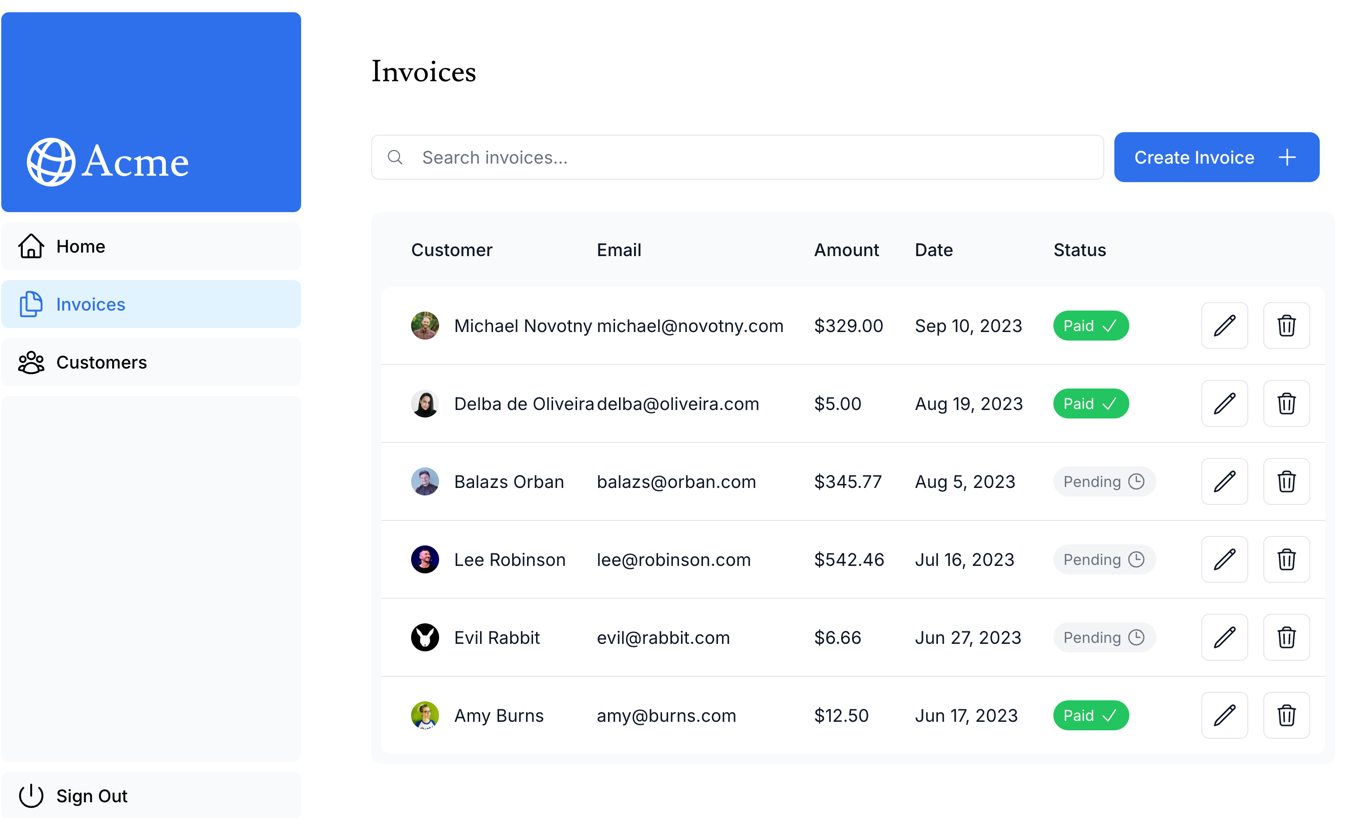 Acme
Home
Invoices
Customers
Sign Out
Invoices
Search invoices...
Create Invoice
Customer Email Amount Date Status
Michael Novotny michael@novotny.com $329.00 Sep 10, 2023 Paid
Delba de Oliveira delba@oliveira.com $5.00 Aug 19, 2023 Paid
Balazs Orban balazs@orban.com $345.77 Aug 5, 2023 Pending
Lee Robinson lee@robinson.com $542.46 Jul 16, 2023 Pending
Evil Rabbit evil@rabbit.com $6.66 Jun 27, 2023 Pending
Amy Burns amy@burns.com $12.50 Jun 17, 2023 Paid